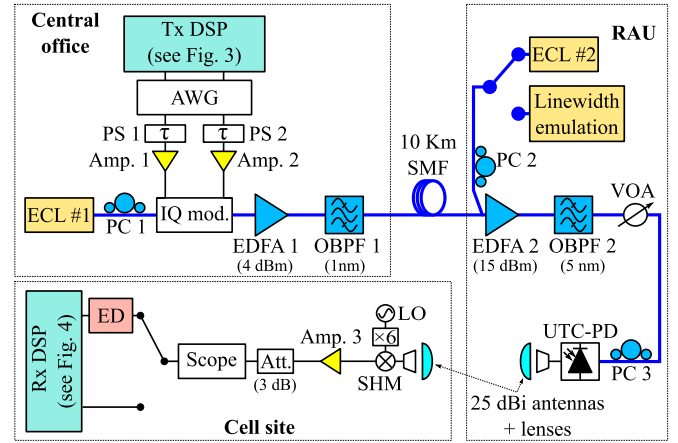 Central
office
Tx DSP
(see Fig. 3)
AWG
PS 1
τ
τ
PS 2
Amp. 1
Amp. 2
ECL #1
PC 1
IQ mod.
EDFA 1
(4 dBm)
OBPF 1
(1nm)
10 Km
SMF
RAU
ECL #2
Linewidth
emulation
PC 2
EDFA 2
(15 dBm)
OBPF 2
(5 nm)
VOA
UTC-PD
PC 3
25 dBi antennas
+ lenses
Rx DSP
(see Fig. 4)
ED
Scope
Att.
(3 dB)
Amp. 3
LO
×6
SHM
Cell site